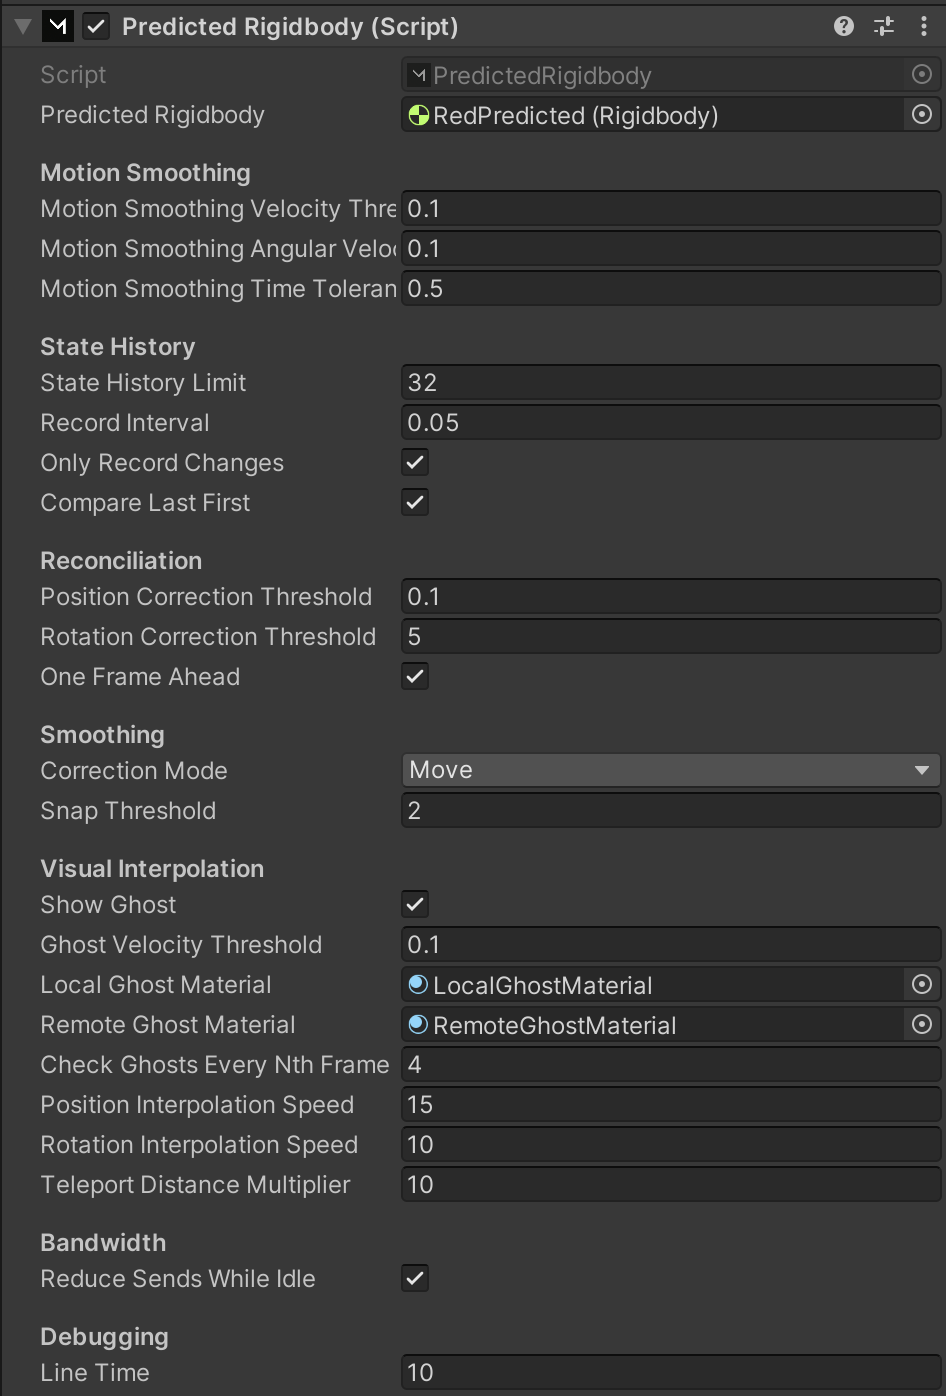 Predicted Rigidbody (Script)
Script PredictedRigidbody
Predicted Rigidbody RedPredicted (Rigidbody)
Motion Smoothing
Motion Smoothing Velocity Thre 0.1
Motion Smoothing Angular Veloc 0.1
Motion Smoothing Time Toleran 0.5
State History
State History Limit 32
Record Interval 0.05
Only Record Changes
Compare Last First
Reconciliation
Position Correction Threshold 0.1
Rotation Correction Threshold 5
One Frame Ahead
Smoothing
Correction Mode Move
Snap Threshold 2
Visual Interpolation
Show Ghost
Ghost Velocity Threshold 0.1
Local Ghost Material LocalGhostMaterial
Remote Ghost Material RemoteGhostMaterial
Check Ghosts Every Nth Frame 4
Position Interpolation Speed 15
Rotation Interpolation Speed 10
Teleport Distance Multiplier 10
Bandwidth
Reduce Sends While Idle
Debugging
Line Time 10